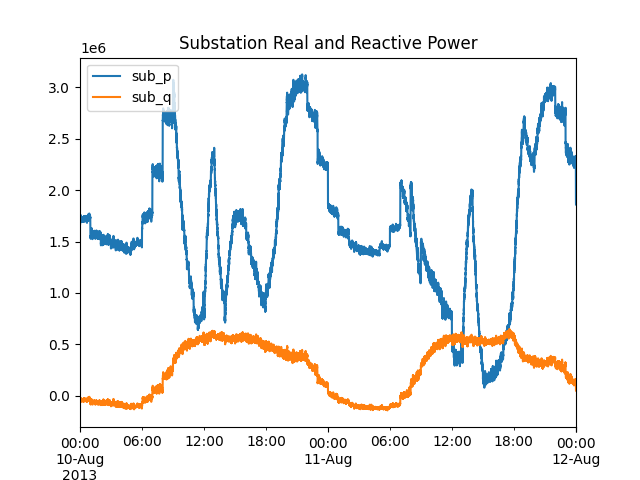 Substation Real and Reactive Power
1e6
sub_p
sub_q
3.0
2.5
2.0
1.5
1.0
0.5
0.0
00:00 06:00 12:00 18:00 00:00 06:00 12:00 18:00 00:00
10-Aug 11-Aug 12-Aug
2013